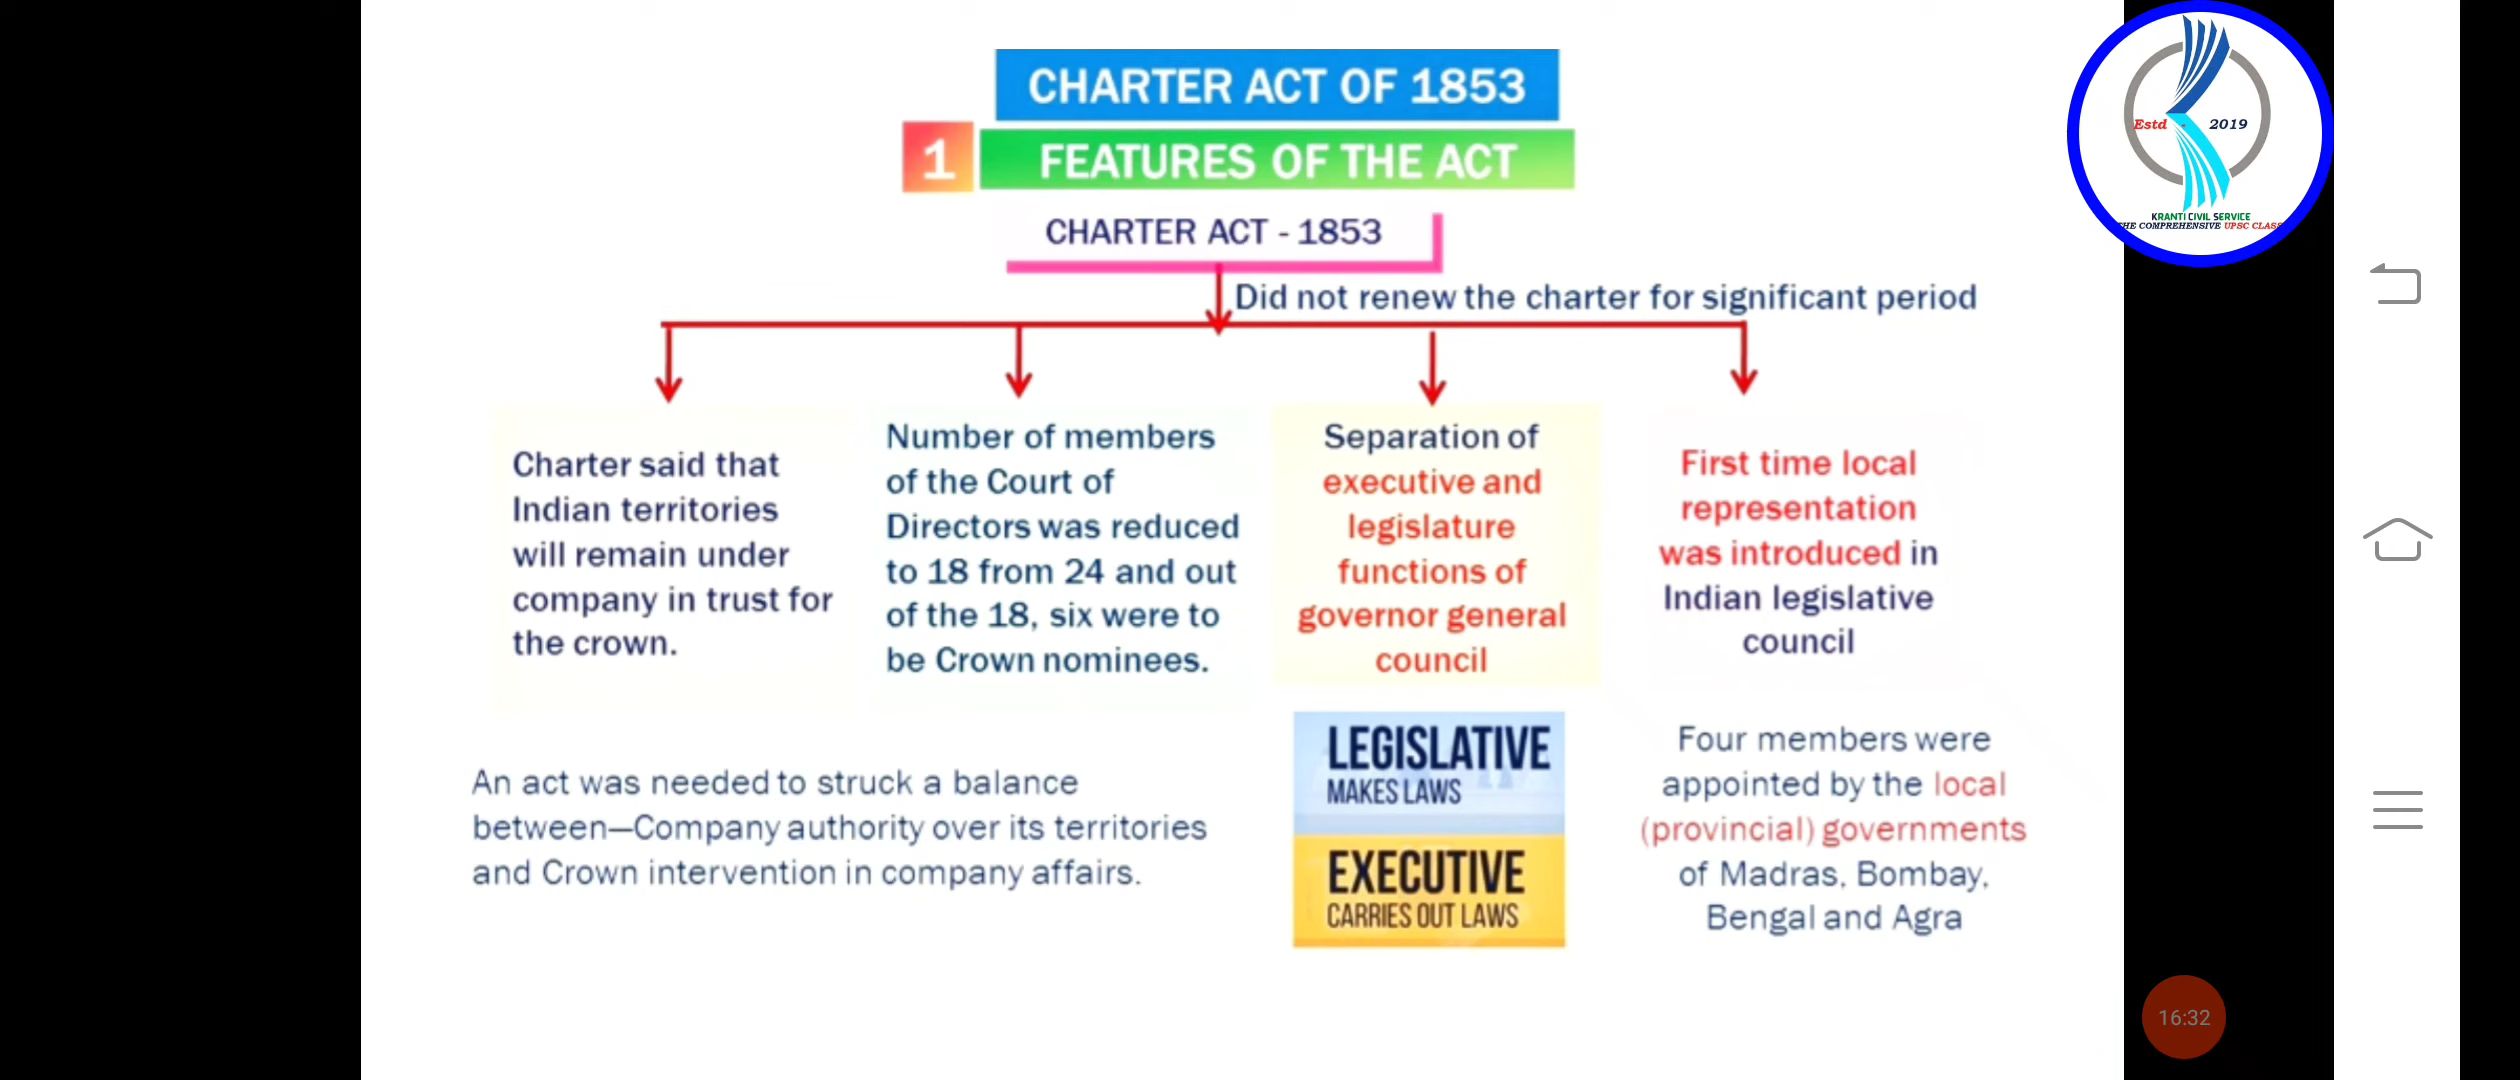 CHARTER ACT OF 1853
1
FEATURES OF THE ACT
CHARTER ACT - 1853
Did not renew the charter for significant period
Charter said that
Indian territories
will remain under
company in trust for
the crown.
Number of members
of the Court of
Directors was reduced
to 18 from 24 and out
of the 18, six were to
be Crown nominees.
Separation of
executive and
legislature
functions of
governor general
council
First time local
representation
was introduced in
Indian legislative
council
An act was needed to struck a balance
between—Company authority over its territories
and Crown intervention in company affairs.
LEGISLATIVE
MAKES LAWS
EXECUTIVE
CARRIES OUT LAWS
Four members were
appointed by the local
(provincial) governments
of Madras, Bombay,
Bengal and Agra
Estd - 2019
KRANTI CIVIL SERVICE
THE COMPREHENSIVE UPSC CLASS
16:32